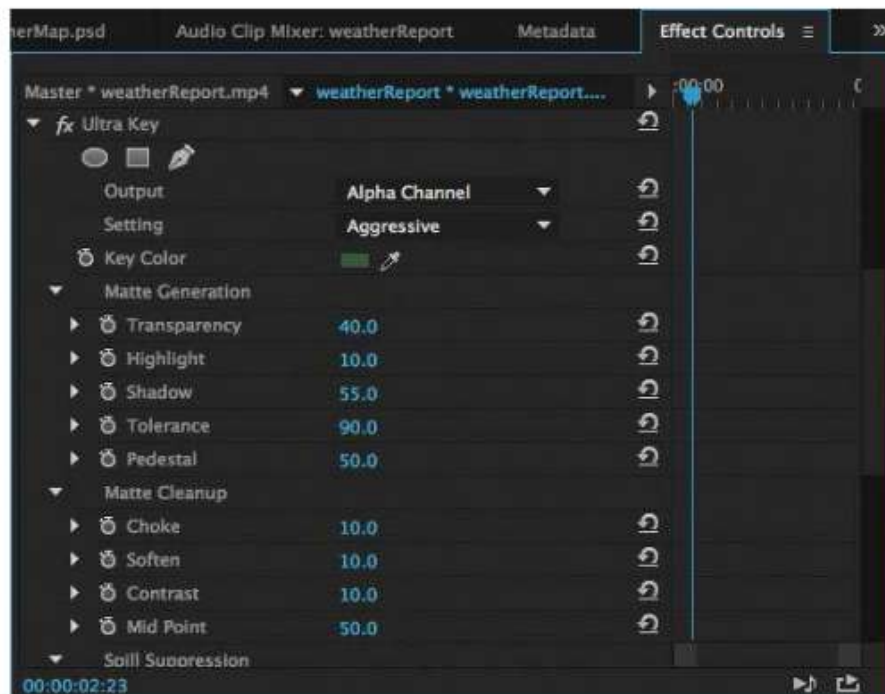 erMap.psd Audio Clip Mixer: weatherReport Metadata Effect Controls
Master * weatherReport.mp4 weatherReport * weatherReport.... :00:00
fx Ultra Key
Output Alpha Channel
Setting Aggressive
Key Color
Matte Generation
Transparency 40.0
Highlight 10.0
Shadow 55.0
Tolerance 90.0
Pedestal 50.0
Matte Cleanup
Choke 10.0
Soften 10.0
Contrast 10.0
Mid Point 50.0
Spill Suppression
00:00:02:23